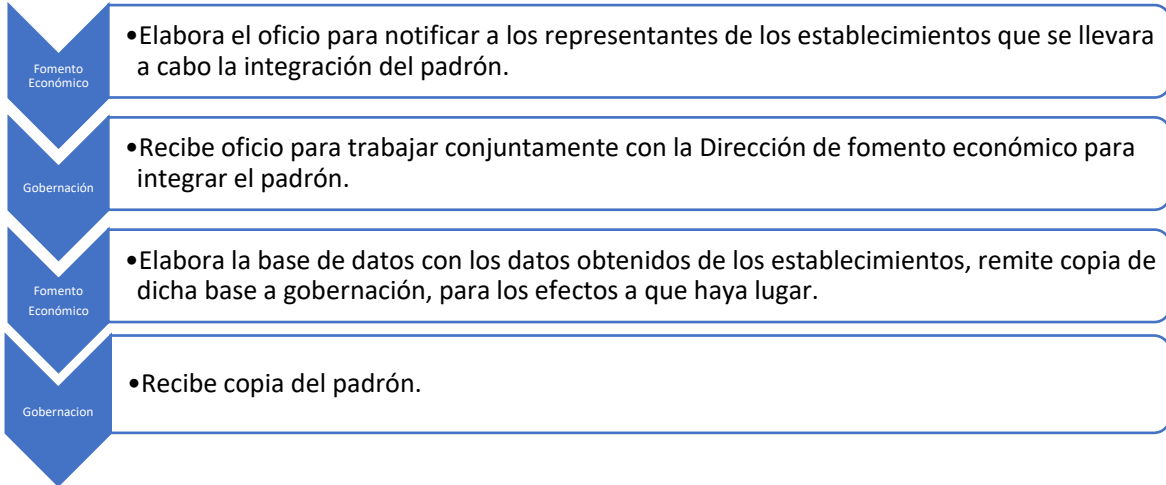 Fomento
Económico
•Elabora el oficio para notificar a los representantes de los establecimientos que se llevara
a cabo la integración del padrón.
Gobernación
•Recibe oficio para trabajar conjuntamente con la Dirección de fomento económico para
integrar el padrón.
Fomento
Económico
•Elabora la base de datos con los datos obtenidos de los establecimientos, remite copia de
dicha base a gobernación, para los efectos a que haya lugar.
Gobernacion
•Recibe copia del padrón.